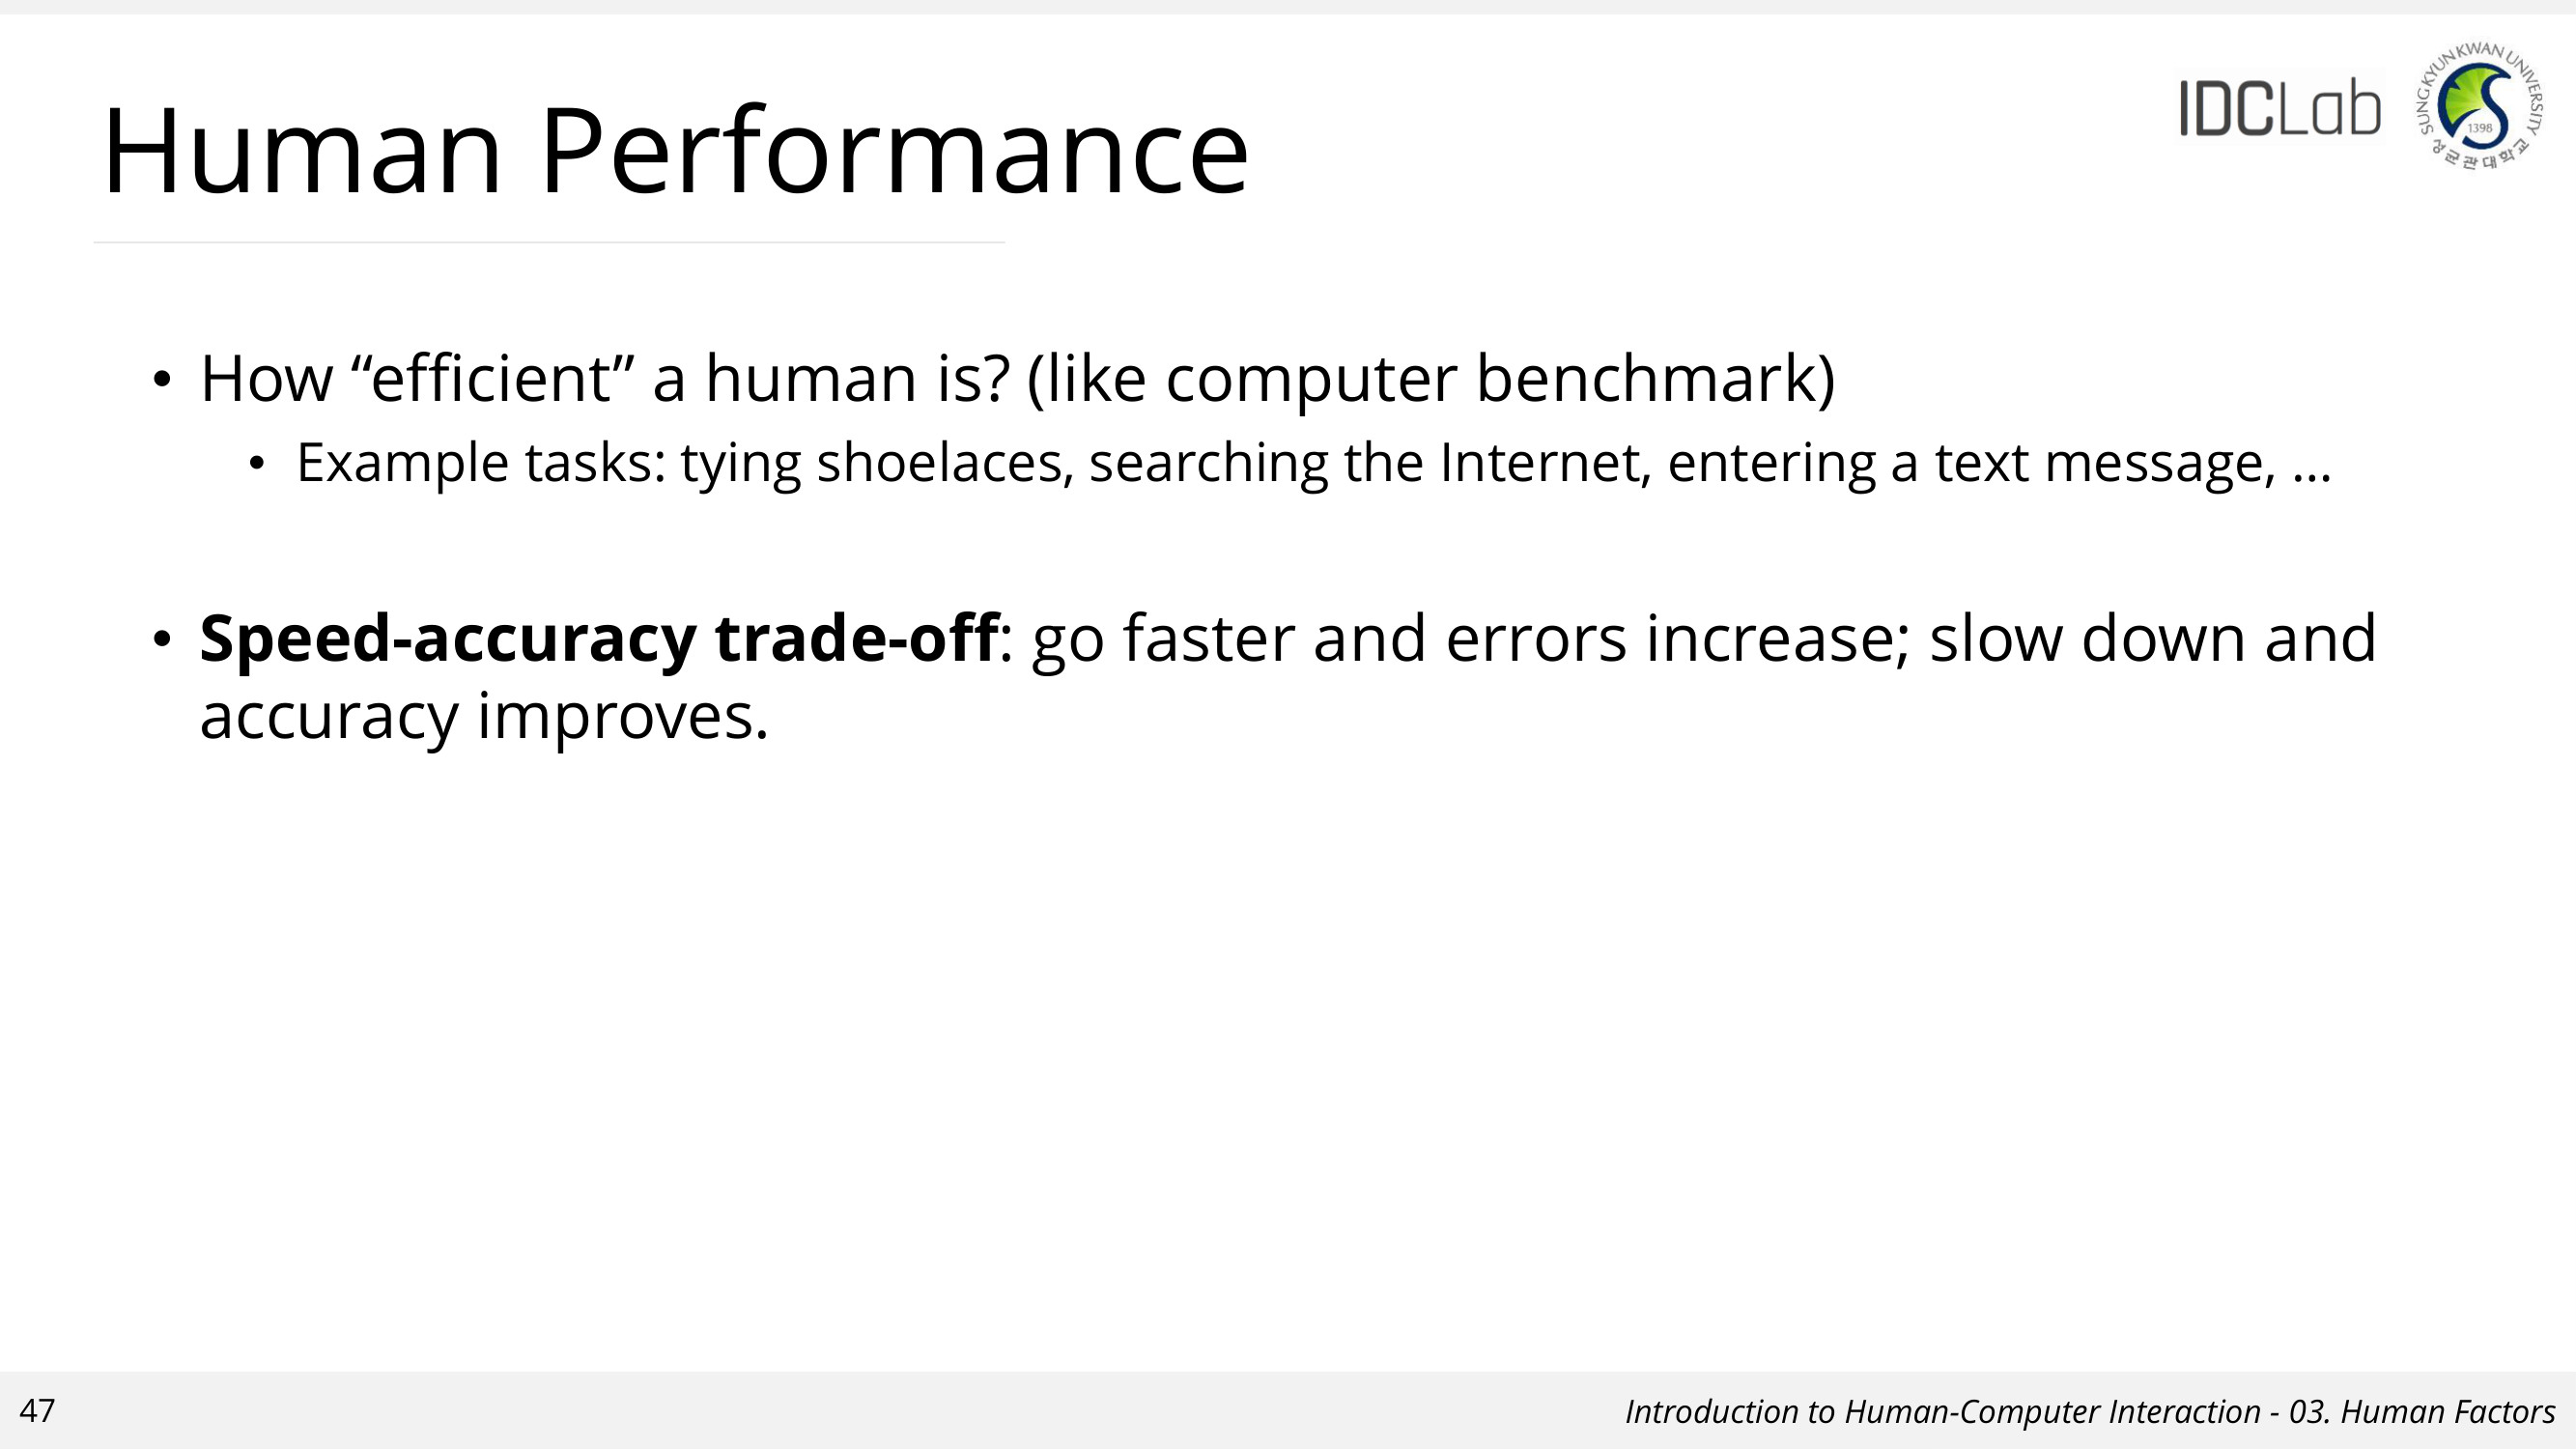 Human Performance
IDCLab
SUNGKYUNKWAN UNIVERSITY
1398
성균관대학교
• How “efficient” a human is? (like computer benchmark)
• Example tasks: tying shoelaces, searching the Internet, entering a text message, …
• Speed-accuracy trade-off: go faster and errors increase; slow down and
accuracy improves.
47
Introduction to Human-Computer Interaction - 03. Human Factors